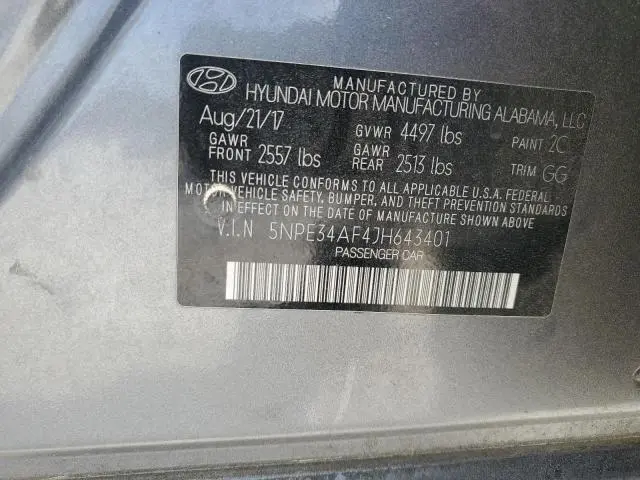 MANUFACTURED BY
HYUNDAI MOTOR MANUFACTURING ALABAMA, LLC
Aug/21/17 GVWR 4497 lbs PAINT 2C
GAWR FRONT 2557 lbs GAWR REAR 2513 lbs TRIM GG
THIS VEHICLE CONFORMS TO ALL APPLICABLE U.S.A. FEDERAL
MOTOR VEHICLE SAFETY, BUMPER, AND THEFT PREVENTION STANDARDS
IN EFFECT ON THE DATE OF MANUFACTURE SHOWN ABOVE
V.I.N 5NPE34AF4JH643401
PASSENGER CAR